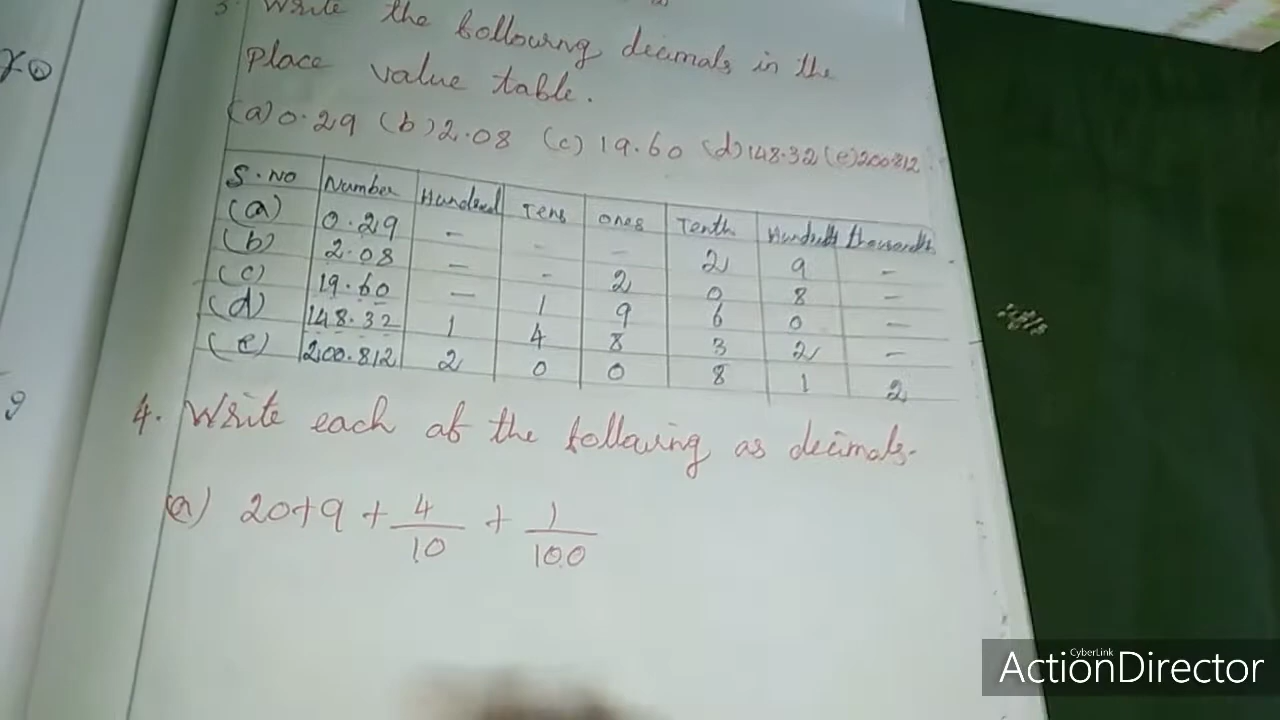 3. Write the following decimals in the
place value table.
(a) 0.29 (b) 2.08 (c) 19.60 (d) 148.32 (e) 200.812
S.NO Number Hundred Tens ones Tenth Hundredth thousandth
(a) 0.29 - - - 2 9 -
(b) 2.08 - - 2 0 8 -
(c) 19.60 - 1 9 6 0 -
(d) 148.32 1 4 8 3 2 -
(e) 200.812 2 0 0 8 1 2
4. Write each of the following as decimals.
(a) 20+9+4/10+1/100
CyberLink
ActionDirector